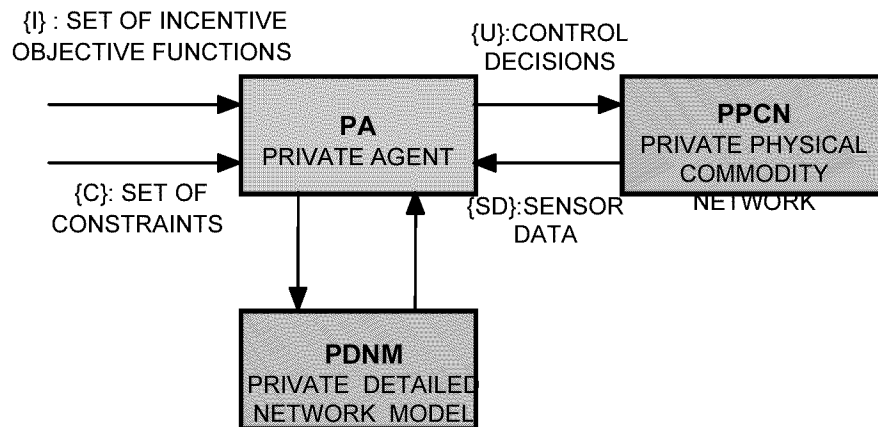 {I} : SET OF INCENTIVE
OBJECTIVE FUNCTIONS
{U}:CONTROL
DECISIONS
PA
PRIVATE AGENT
PPCN
PRIVATE PHYSICAL
COMMODITY
NETWORK
{C}: SET OF
CONSTRAINTS
{SD}:SENSOR
DATA
PDNM
PRIVATE DETAILED
NETWORK MODEL